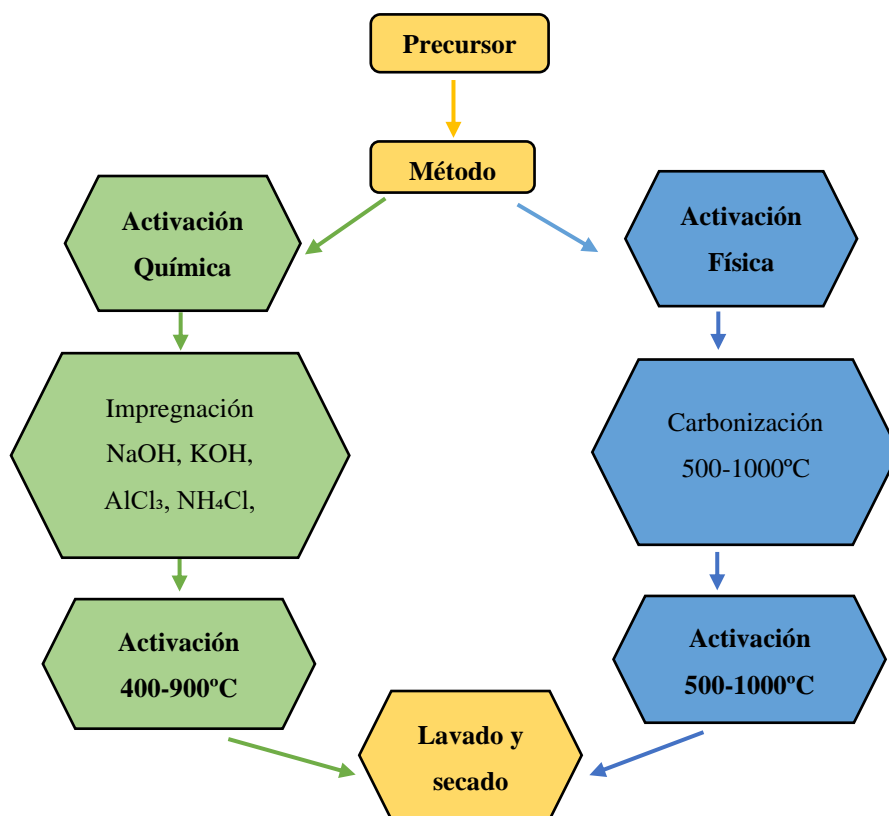 Precursor
Método
Activación
Química
Activación
Física
Impregnación
NaOH, KOH,
AlCl₃, NH₄Cl,
Carbonización
500-1000ºC
Activación
400-900ºC
Activación
500-1000ºC
Lavado y
secado